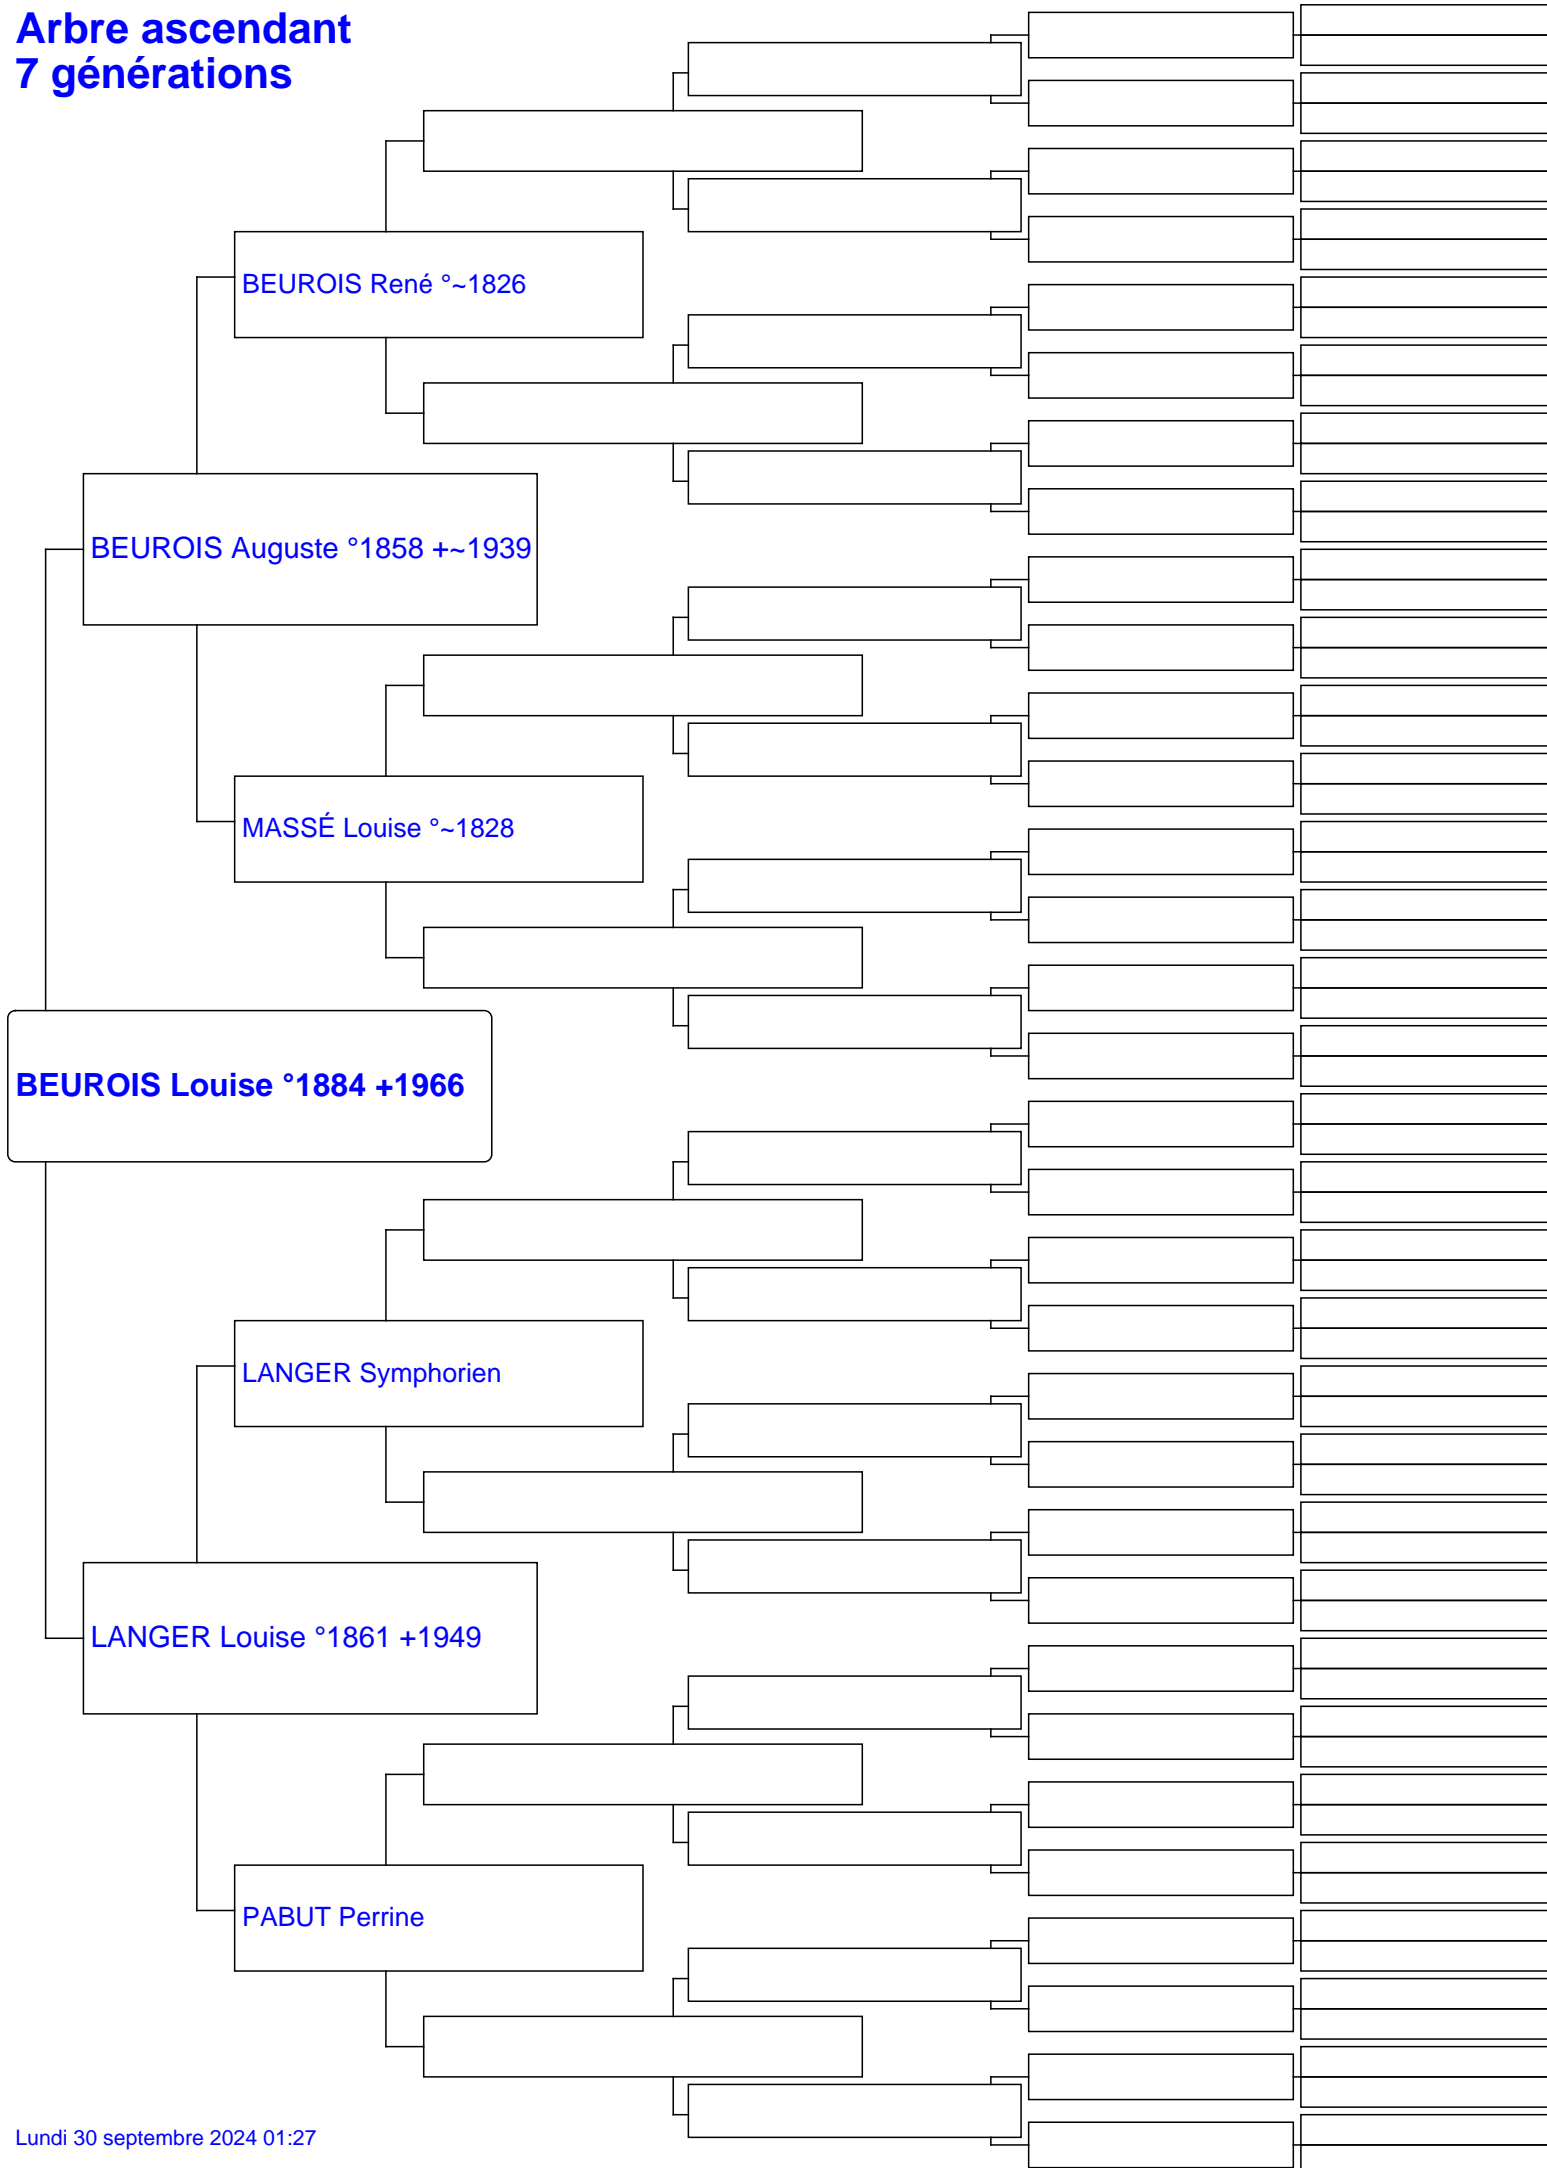 Arbre ascendant
7 générations
BEUROIS René °~1826
BEUROIS Auguste °1858 +~1939
MASSÉ Louise °~1828
BEUROIS Louise °1884 +1966
LANGER Symphorien
LANGER Louise °1861 +1949
PABUT Perrine
Lundi 30 septembre 2024 01:27